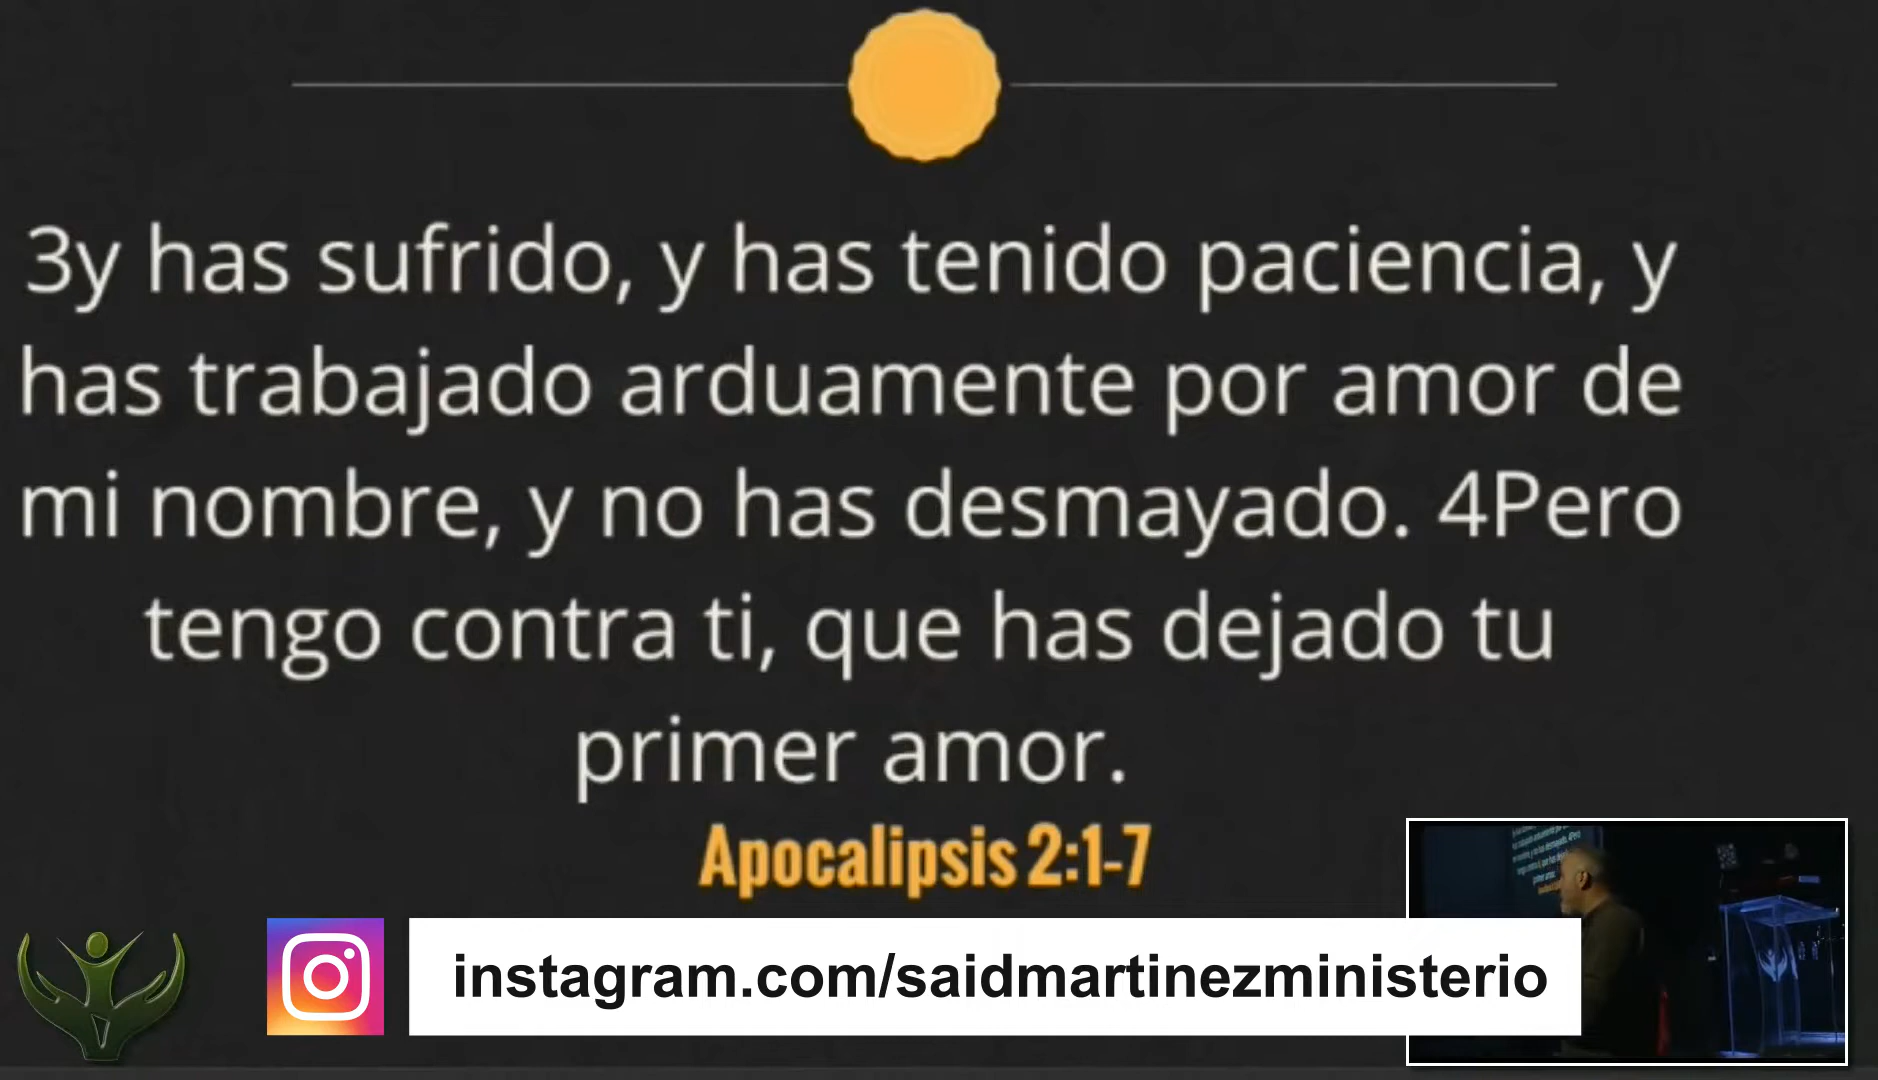 3y has sufrido, y has tenido paciencia, y
has trabajado arduamente por amor de
mi nombre, y no has desmayado. 4Pero
tengo contra ti, que has dejado tu
primer amor.
Apocalipsis 2:1-7
instagram.com/saidmartinezministerio